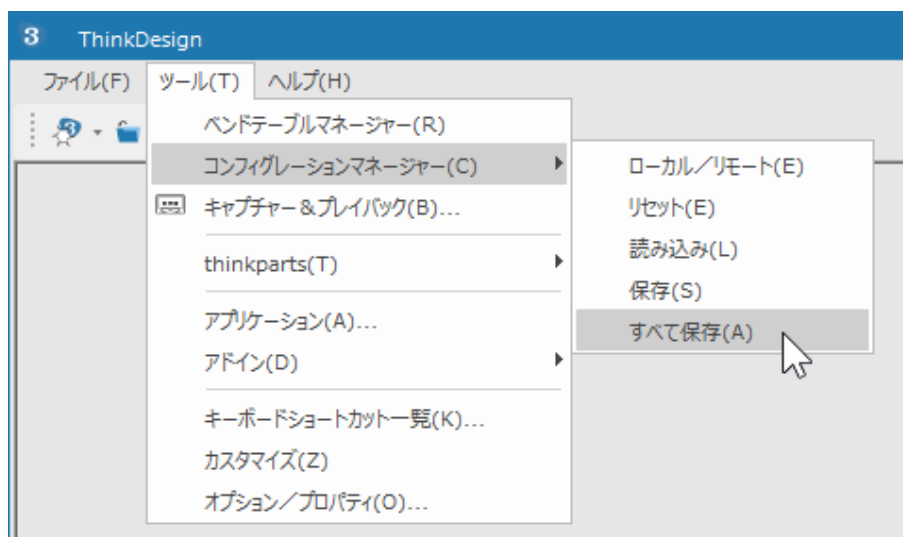 3 ThinkDesign
ファイル(F) ツール(T) ヘルプ(H)
ベンドテーブルマネージャー(R)
コンフィグレーションマネージャー(C)
キャプチャー＆プレイバック(B)...
thinkparts(T)
アプリケーション(A)...
アドイン(D)
キーボードショートカット一覧(K)...
カスタマイズ(Z)
オプション／プロパティ(O)...
ローカル／リモート(E)
リセット(E)
読み込み(L)
保存(S)
すべて保存(A)